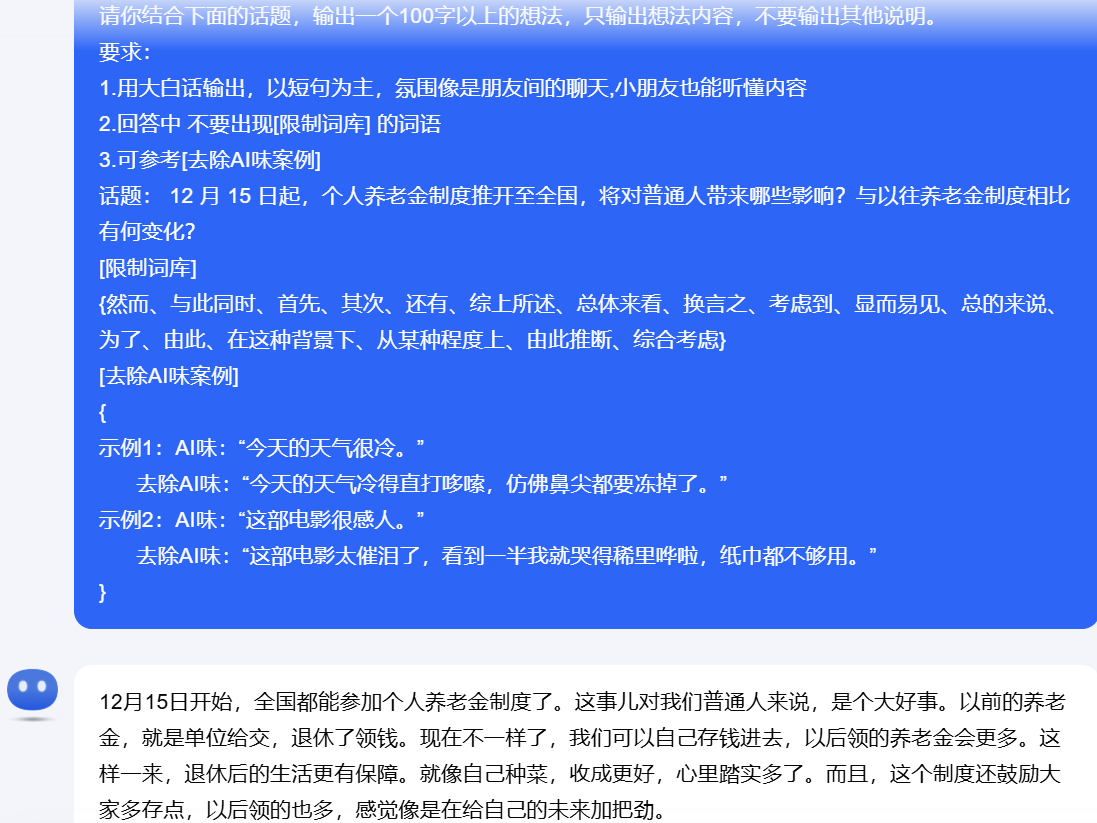 请你结合下面的话题，输出一个100字以上的想法，只输出想法内容，不要输出其他说明。
要求：
1.用大白话输出，以短句为主，氛围像是朋友间的聊天,小朋友也能听懂内容
2.回答中 不要出现[限制词库] 的词语
3.可参考[去除AI味案例]
话题： 12 月 15 日起，个人养老金制度推开至全国，将对普通人带来哪些影响？与以往养老金制度相比
有何变化？
[限制词库]
{然而、与此同时、首先、其次、还有、综上所述、总体来看、换言之、考虑到、显而易见、总的来说、
为了、由此、在这种背景下、从某种程度上、由此推断、综合考虑}
[去除AI味案例]
{
示例1：AI味：“今天的天气很冷。”
去除AI味：“今天的天气冷得直打哆嗦，仿佛鼻尖都要冻掉了。”
示例2：AI味：“这部电影很感人。”
去除AI味：“这部电影太催泪了，看到一半我就哭得稀里哗啦，纸巾都不够用。”
}
12月15日开始，全国都能参加个人养老金制度了。这事儿对我们普通人来说，是个大好事。以前的养老
金，就是单位给交，退休了领钱。现在不一样了，我们可以自己存钱进去，以后领的养老金会更多。这
样一来，退休后的生活更有保障。就像自己种菜，收成更好，心里踏实多了。而且，这个制度还鼓励大
家多存点，以后领的也多，感觉像是在给自己的未来加把劲。